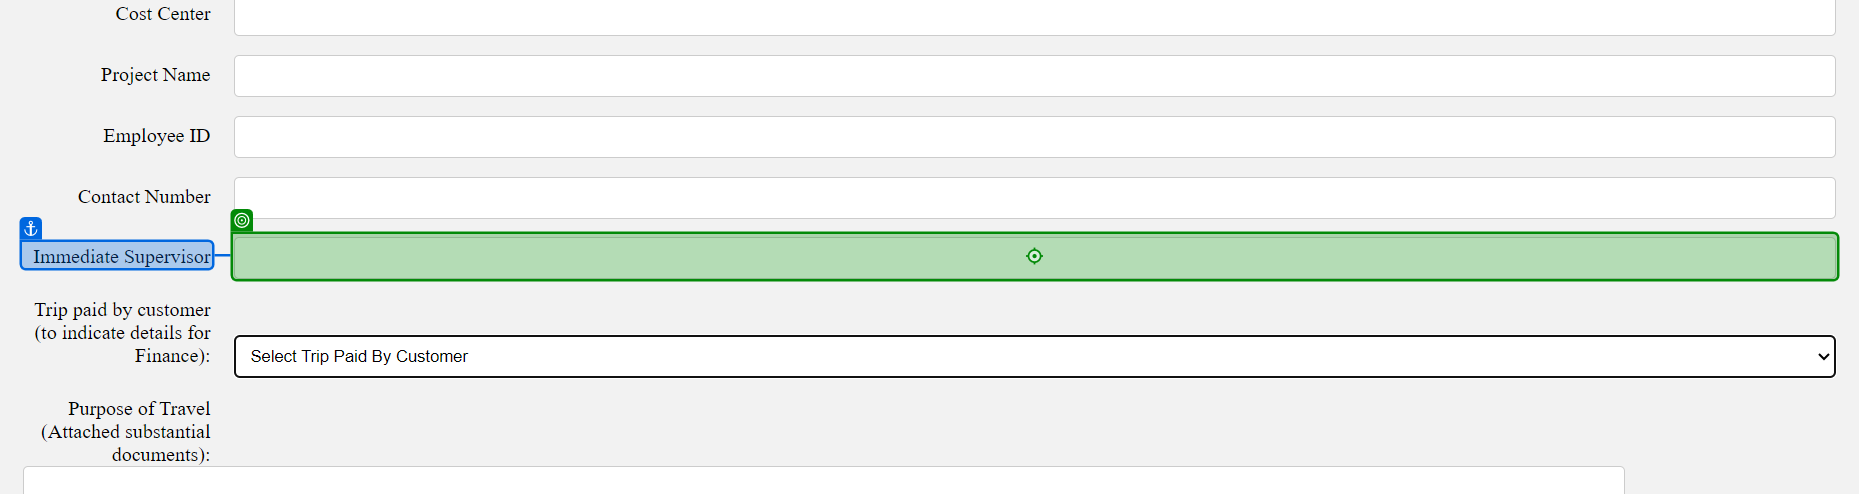 Cost Center
Project Name
Employee ID
Contact Number
Immediate Supervisor
Trip paid by customer
(to indicate details for
Finance):
Select Trip Paid By Customer
Purpose of Travel
(Attached substantial
documents):